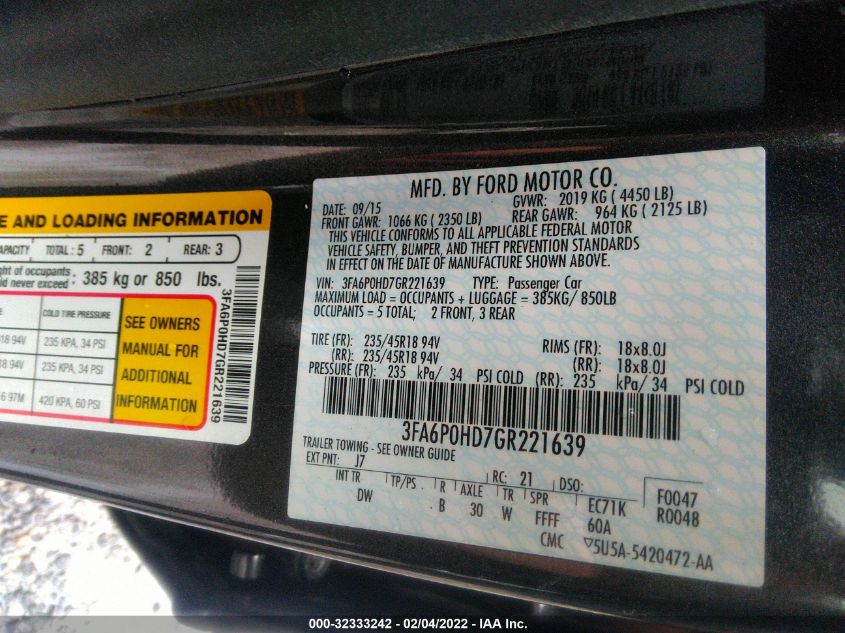 E AND LOADING INFORMATION
APACITY TOTAL: 5 FRONT: 2 REAR: 3
ght of occupants
ld never exceed: 385 kg or 850 lbs.
COLD TIRE PRESSURE
R18 94V 235 KPA, 34 PSI
18 94V 235 KPA, 34 PSI
16 97M 420 KPA, 60 PSI
SEE OWNERS
MANUAL FOR
ADDITIONAL
INFORMATION
3FA6P0HD7GR221639
MFD. BY FORD MOTOR CO.
DATE: 09/15 GVWR: 2019 KG ( 4450 LB)
FRONT GAWR: 1066 KG ( 2350 LB) REAR GAWR: 964 KG ( 2125 LB)
THIS VEHICLE CONFORMS TO ALL APPLICABLE FEDERAL MOTOR
VEHICLE SAFETY, BUMPER, AND THEFT PREVENTION STANDARDS
IN EFFECT ON THE DATE OF MANUFACTURE SHOWN ABOVE.
VIN: 3FA6P0HD7GR221639 TYPE: Passenger Car
MAXIMUM LOAD = OCCUPANTS + LUGGAGE = 385KG/ 850LB
OCCUPANTS = 5 TOTAL; 2 FRONT, 3 REAR
TIRE (FR): 235/45R18 94V RIMS (FR): 18x8.0J
(RR): 235/45R18 94V (RR): 18x8.0J
PRESSURE (FR): 235 kPa/ 34 PSI COLD (RR): 235 kPa/ 34 PSI COLD
3FA6P0HD7GR221639
TRAILER TOWING - SEE OWNER GUIDE
EXT PNT: J7 RC: 21 DSO:
INT TR TP/PS R AXLE TR SPR EC71K F0047
DW B 30 W FFFF 60A R0048
CMC ▽5U5A-5420472-AA
000-32333242 - 02/04/2022 - IAA Inc.